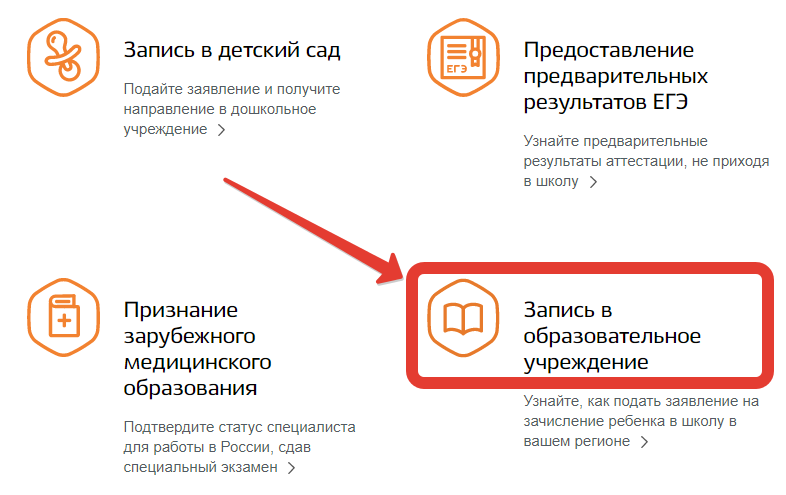 Запись в детский сад
Подайте заявление и получите
направление в дошкольное
учреждение
ЕГЭ
Предоставление
предварительных
результатов ЕГЭ
Узнайте предварительные
результаты аттестации, не приходя
в школу
Признание
зарубежного
медицинского
образования
Подтвердите статус специалиста
для работы в России, сдав
специальный экзамен
Запись в
образовательное
учреждение
Узнайте, как подать заявление на
зачисление ребенка в школу в
вашем регионе